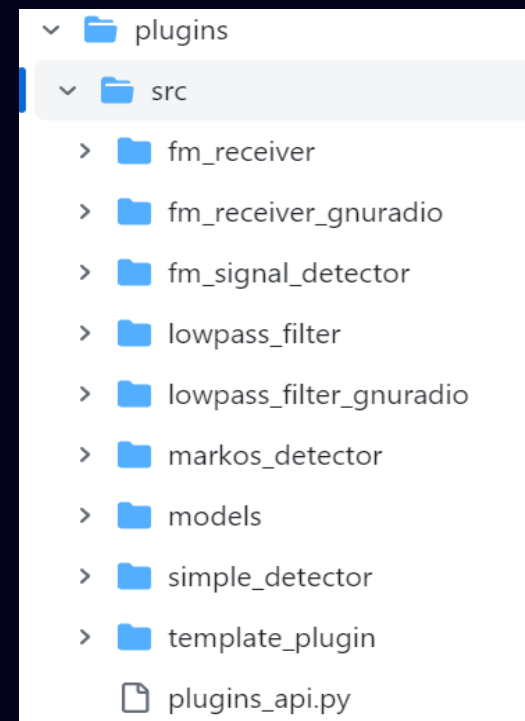 plugins
src
fm_receiver
fm_receiver_gnuradio
fm_signal_detector
lowpass_filter
lowpass_filter_gnuradio
markos_detector
models
simple_detector
template_plugin
plugins_api.py